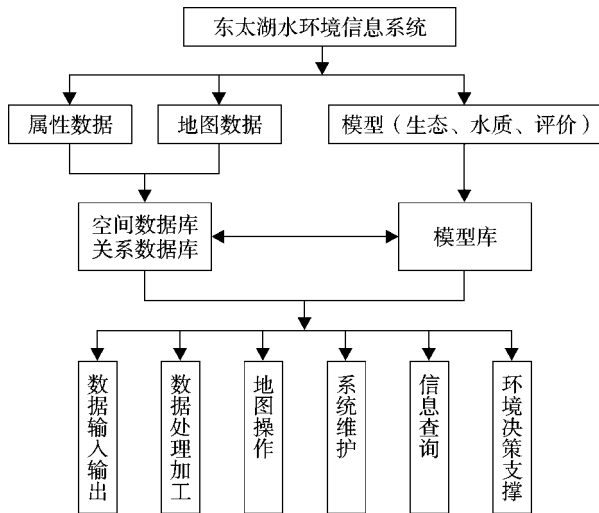 东太湖水环境信息系统
属性数据
地图数据
模型（生态、水质、评价）
空间数据库
关系数据库
模型库
数据输入输出
数据处理加工
地图操作
系统维护
信息查询
环境决策支撑